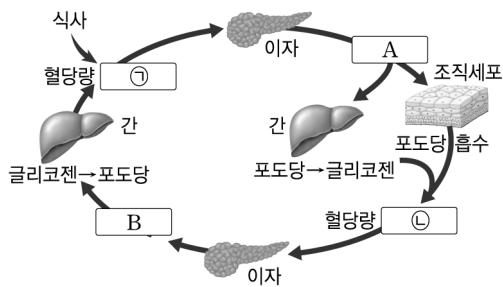 식사
혈당량 ㉠
이자
A
조직세포
간
간
글리코젠→포도당
포도당→글리코젠
포도당 흡수
혈당량 ㉡
B
이자